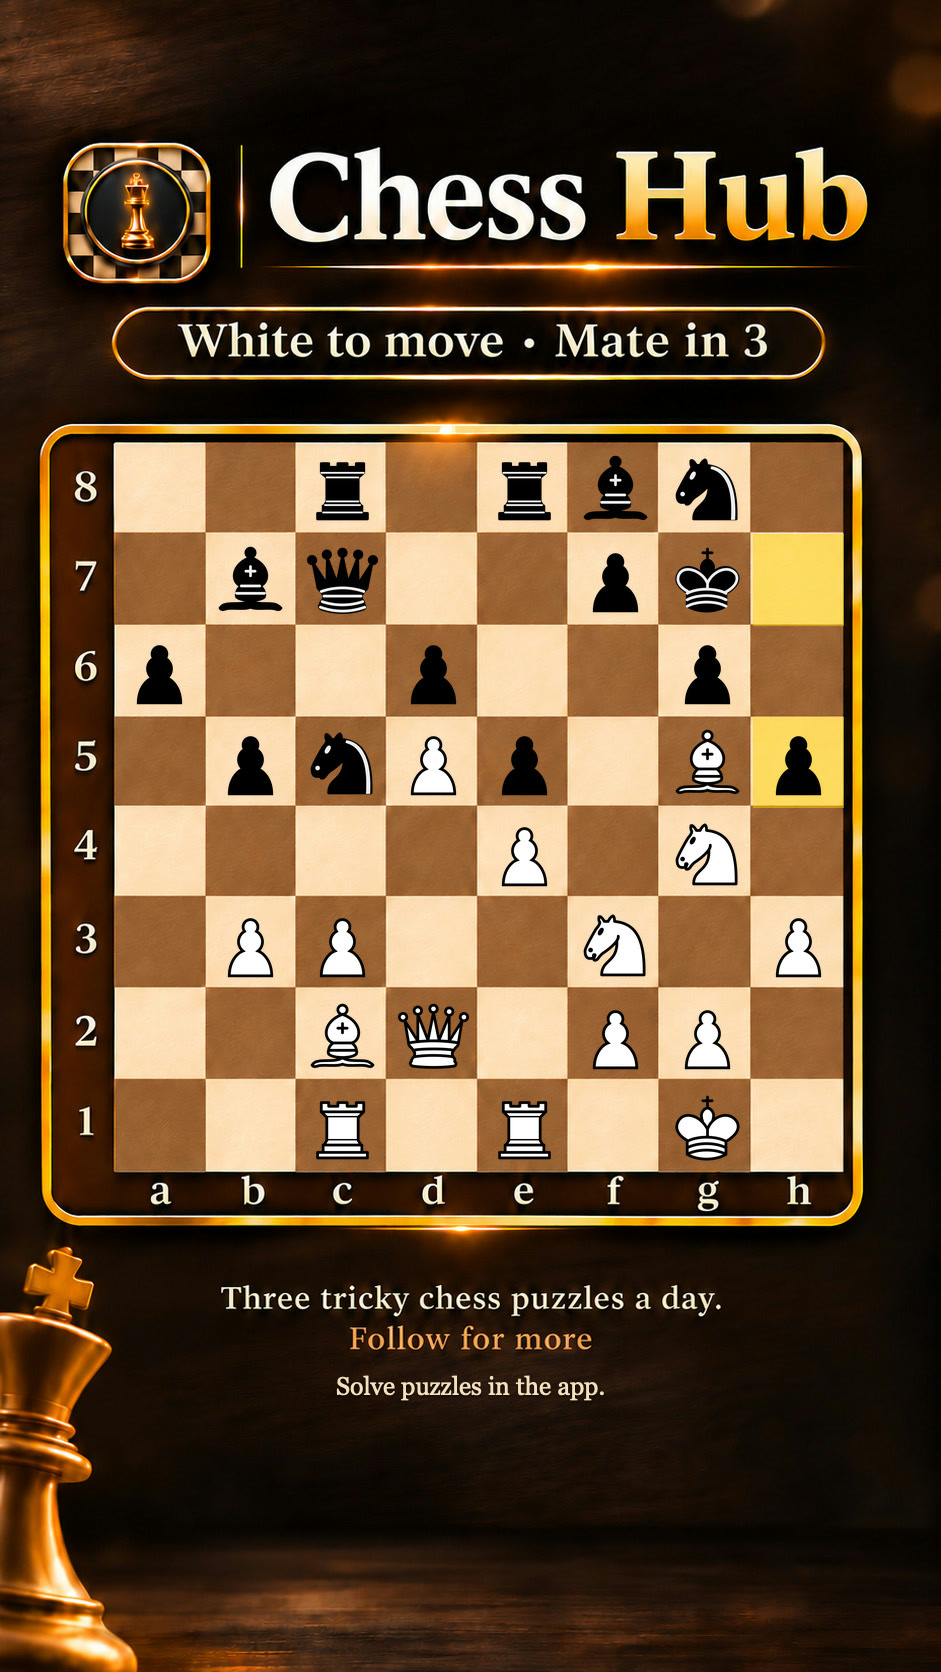 Chess Hub
White to move • Mate in 3
8
7
6
5
4
3
2
1
a b c d e f g h
Three tricky chess puzzles a day.
Follow for more
Solve puzzles in the app.